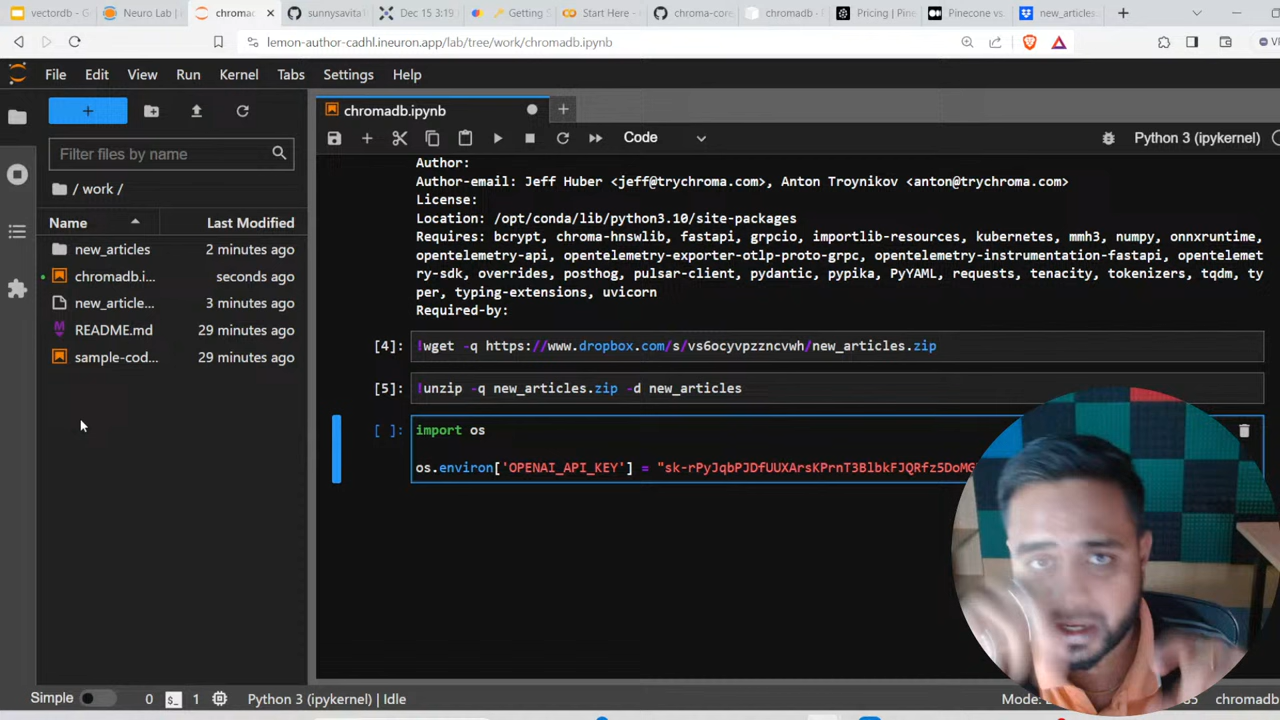 vectordb - G
Neuro Lab |
chromac
sunnysavita
Dec 15 3:19
Getting S
Start Here -
chroma-core
chromadb ·
Pricing | Pine
Pinecone vs.
new_articles
lemon-author-cadhl.ineuron.app/lab/tree/work/chromadb.ipynb
VP
File Edit View Run Kernel Tabs Settings Help
chromadb.ipynb
Code
Python 3 (ipykernel)
Filter files by name
/ work /
Name Last Modified
new_articles 2 minutes ago
chromadb.i... seconds ago
new_article... 3 minutes ago
README.md 29 minutes ago
sample-cod... 29 minutes ago
Author:
Author-email: Jeff Huber <jeff@trychroma.com>, Anton Troynikov <anton@trychroma.com>
License:
Location: /opt/conda/lib/python3.10/site-packages
Requires: bcrypt, chroma-hnswlib, fastapi, grpcio, importlib-resources, kubernetes, mmh3, numpy, onnxruntime,
opentelemetry-api, opentelemetry-exporter-otlp-proto-grpc, opentelemetry-instrumentation-fastapi, opentelemet
ry-sdk, overrides, posthog, pulsar-client, pydantic, pypika, PyYAML, requests, tenacity, tokenizers, tqdm, ty
per, typing-extensions, uvicorn
Required-by:
[4]: !wget -q https://www.dropbox.com/s/vs6ocyvpzzncvwh/new_articles.zip
[5]: !unzip -q new_articles.zip -d new_articles
[ ]: import os
os.environ['OPENAI_API_KEY'] = "sk-rPyJqbPJDfUUXArsKPrnT3BlbkFJQRfz5DoMG
Simple 0 1 Python 3 (ipykernel) | Idle
Mode: chromadb